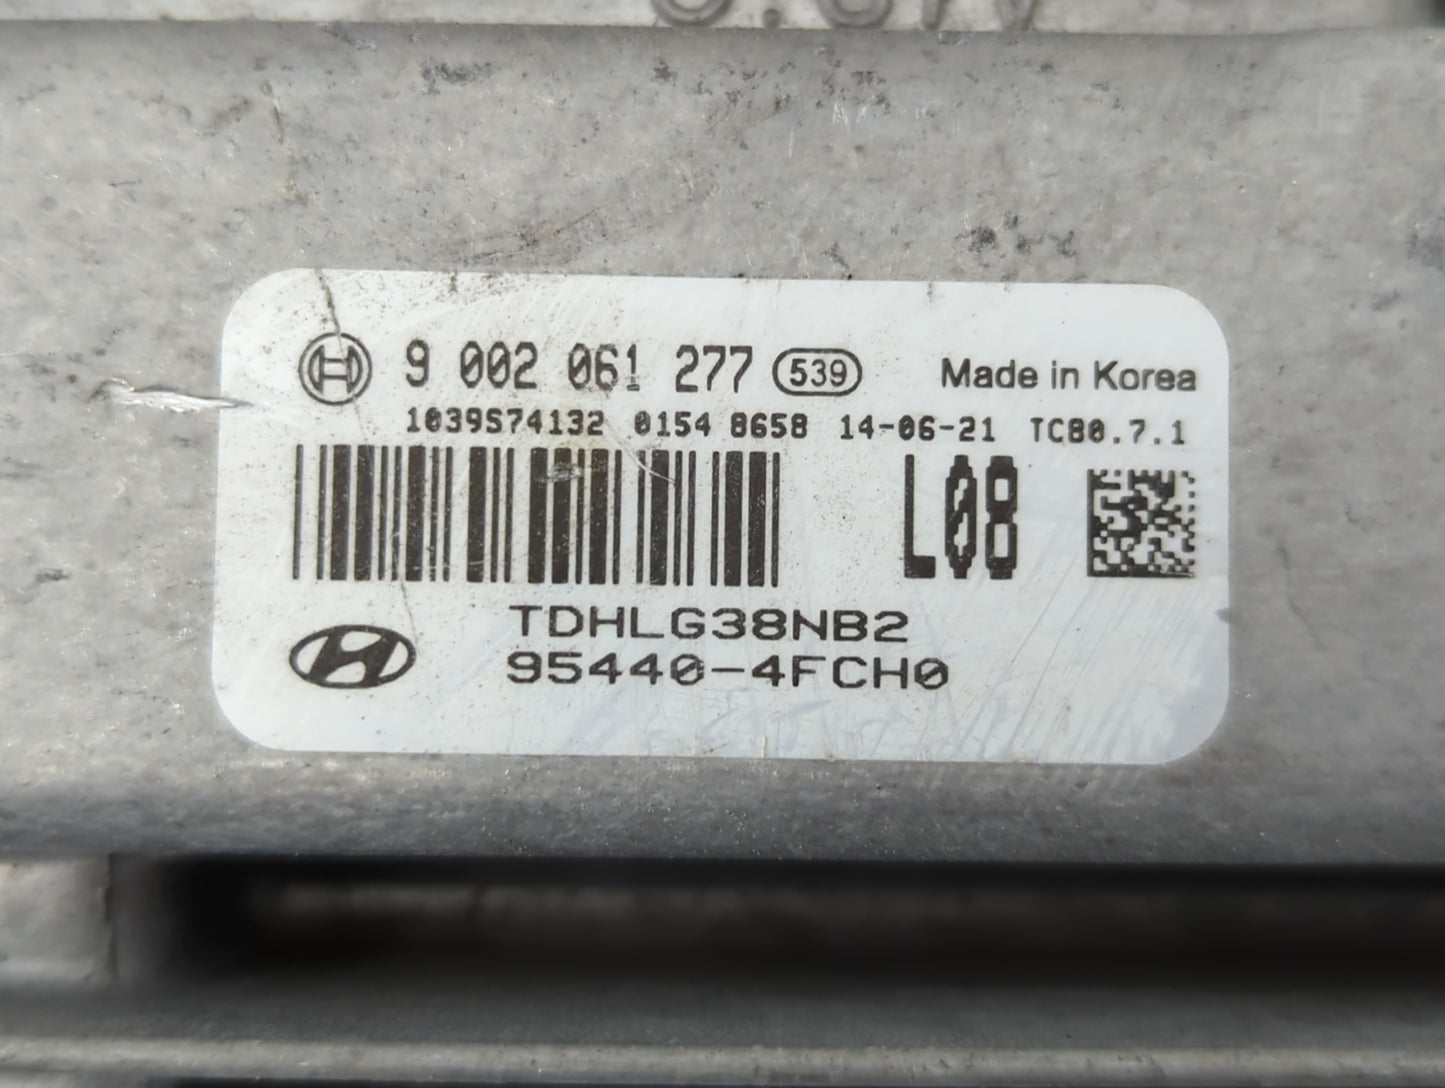 9 002 061 277 539 Made in Korea
1039S74132 0154 8658 14-06-21 TC80.7.1
L08
TDHLG38NB2
95440-4FCH0